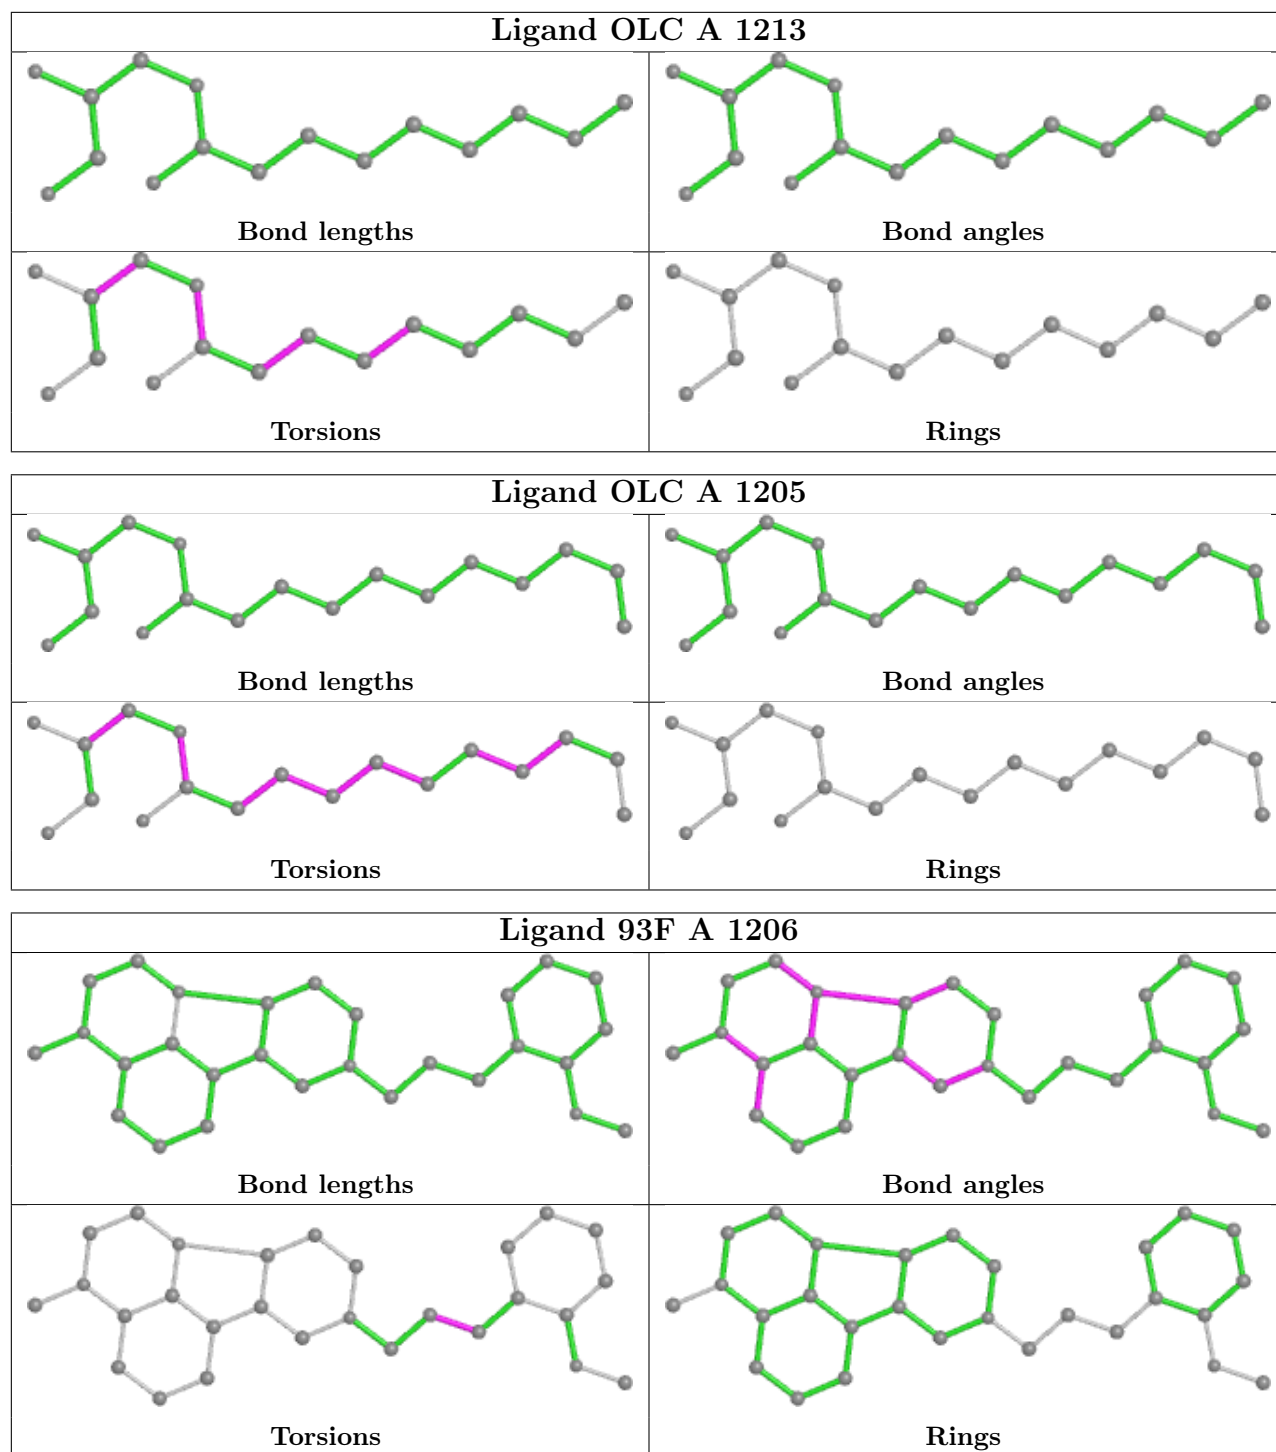 Ligand OLC A 1213
Bond lengths
Bond angles
Torsions
Rings
Ligand OLC A 1205
Bond lengths
Bond angles
Torsions
Rings
Ligand 93F A 1206
Bond lengths
Bond angles
Torsions
Rings